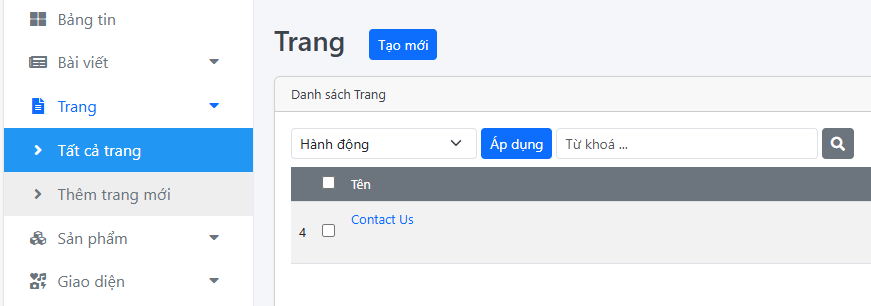 Bảng tin
Bài viết
Trang
Tất cả trang
Thêm trang mới
Sản phẩm
Giao diện
Trang
Tạo mới
Danh sách Trang
Hành động
Áp dụng
Từ khoá ...
Tên
4
Contact Us